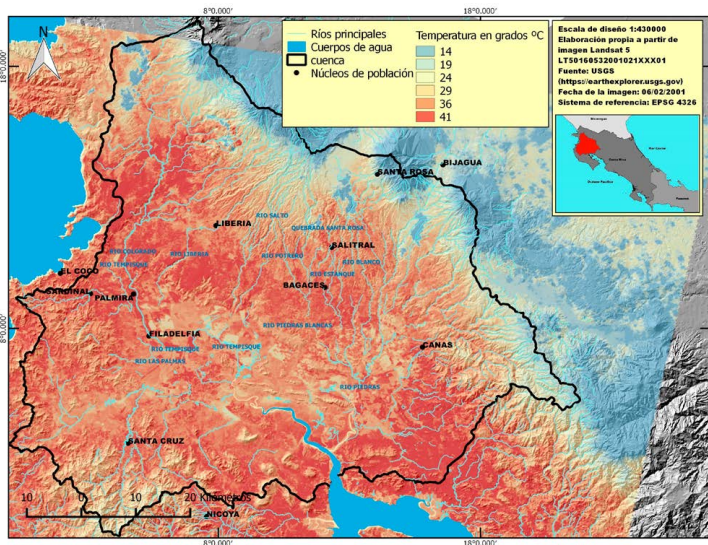 8°0.000'
18°0.000'
N
18°0.000'
8°0.000'
Ríos principales
Cuerpos de agua
cuenca
Núcleos de población
Temperatura en grados ºC
14
19
24
29
36
41
Escala de diseño 1:430000
Elaboración propia a partir de
imagen Landsat 5
LT50160532001021XXX01
Fuente: USGS
(https://earthexplorer.usgs.gov)
Fecha de la imagen: 06/02/2001
Sistema de referencia: EPSG 4326
Nicaragua
Costa Rica
Panamá
BIJAGUA
SANTA ROSA
RIO SALTO
LIBERIA
QUEBRADA SANTA ROSA
SALITRAL
RIO COLORADO
RIO LIBERIA
RIO POTRERO
RIO BLANCO
RIO TEMPISQUE
EL COCO
RIO ESTANQUE
BAGACES
SARDINAL
PALMIRA
RIO PIEDRAS BLANCAS
FILADELFIA
RIO TEMPISQUE
RIO TEMPISQUE
CANAS
RIO LAS PALMAS
RIO PIEDRAS
SANTA CRUZ
10
0
10
20 Kilómetros
NICOYA
8°0.000'
18°0.000'